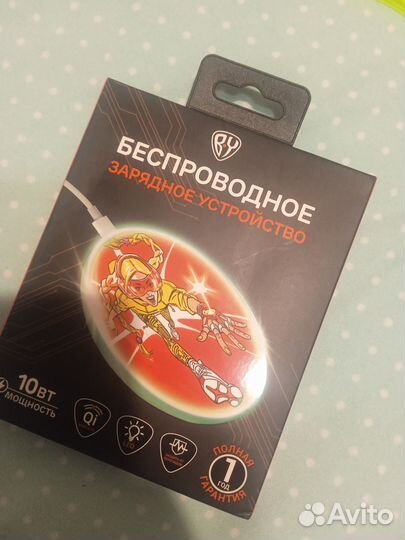 BY
БЕСПРОВОДНОЕ
ЗАРЯДНОЕ УСТРОЙСТВО
10ВТ
МОЩНОСТЬ
Qi
ПОЛНАЯ
1
ГОД
ГАРАНТИЯ
Avito